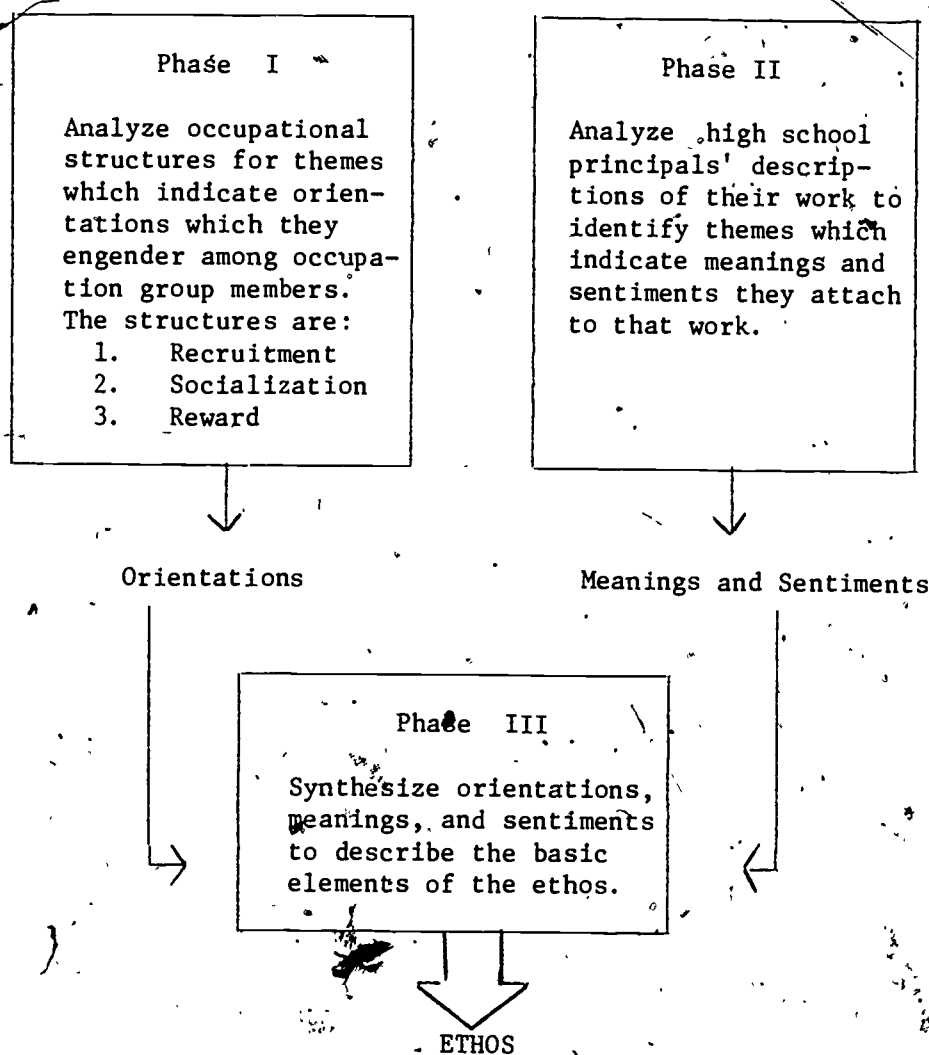 Phase I
Analyze occupational
structures for themes
which indicate orien-
tations which they
engender among occupa-
tion group members.
The structures are:
1. Recruitment
2. Socialization
3. Reward
Phase II
Analyze high school
principals' descrip-
tions of their work to
identify themes which
indicate meanings and
sentiments they attach
to that work.
Orientations
Meanings and Sentiments
Phase III
Synthesize orientations,
meanings, and sentiments
to describe the basic
elements of the ethos.
ETHOS